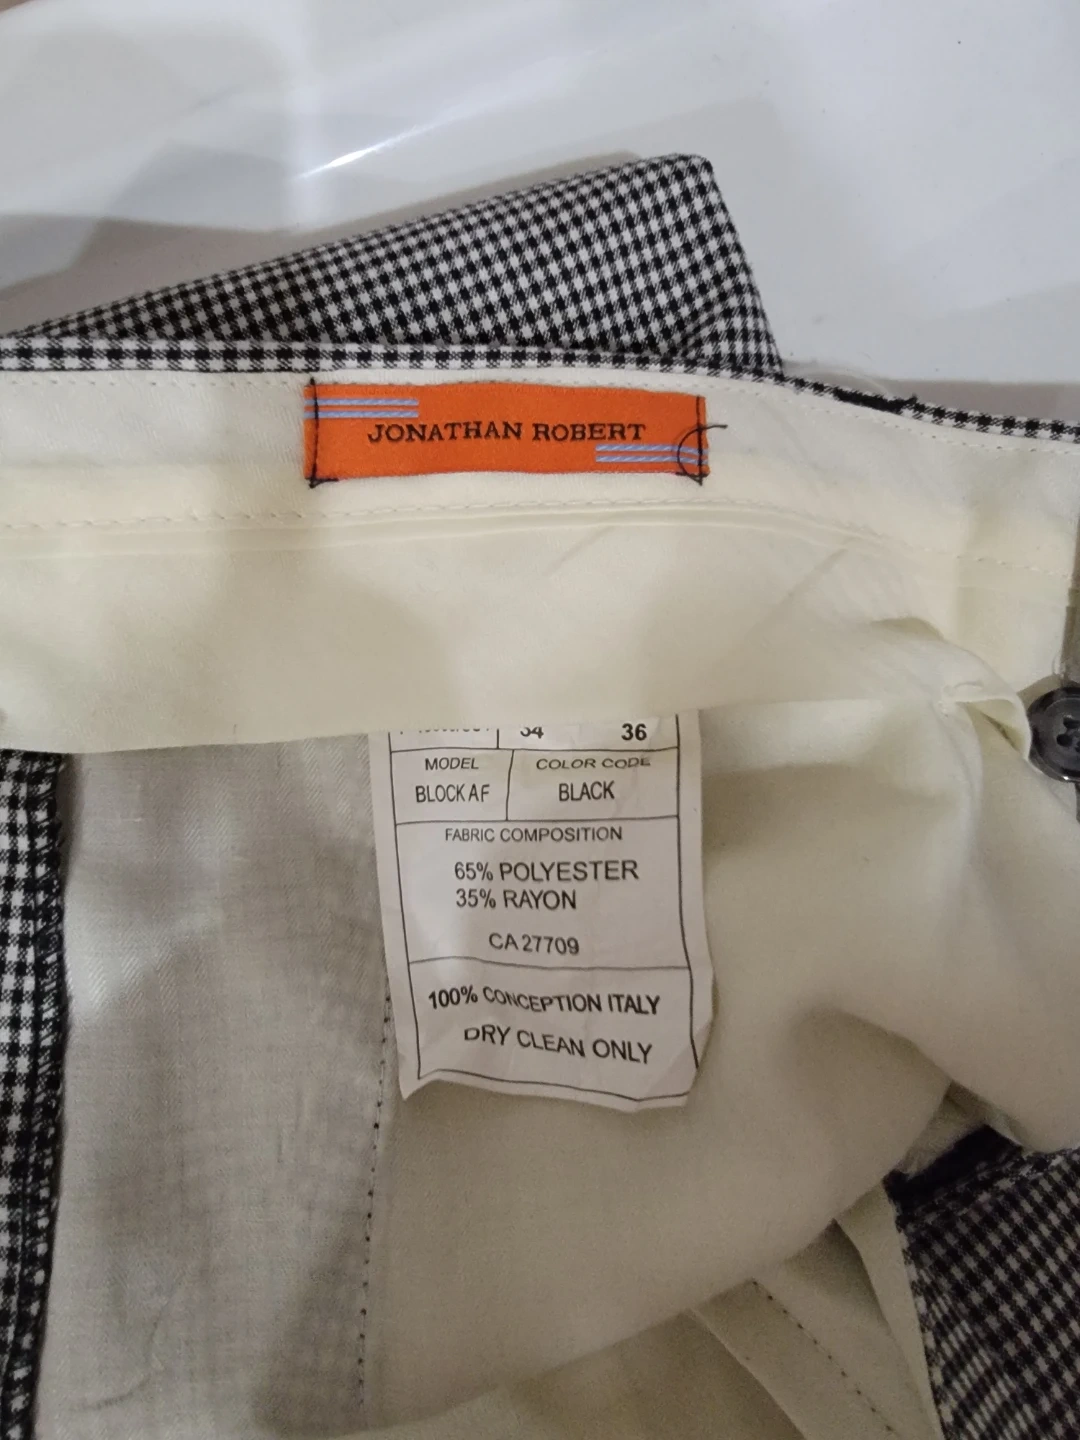 JONATHAN ROBERT
34 36
MODEL COLOR CODE
BLOCK AF BLACK
FABRIC COMPOSITION
65% POLYESTER
35% RAYON
CA 27709
100% CONCEPTION ITALY
DRY CLEAN ONLY